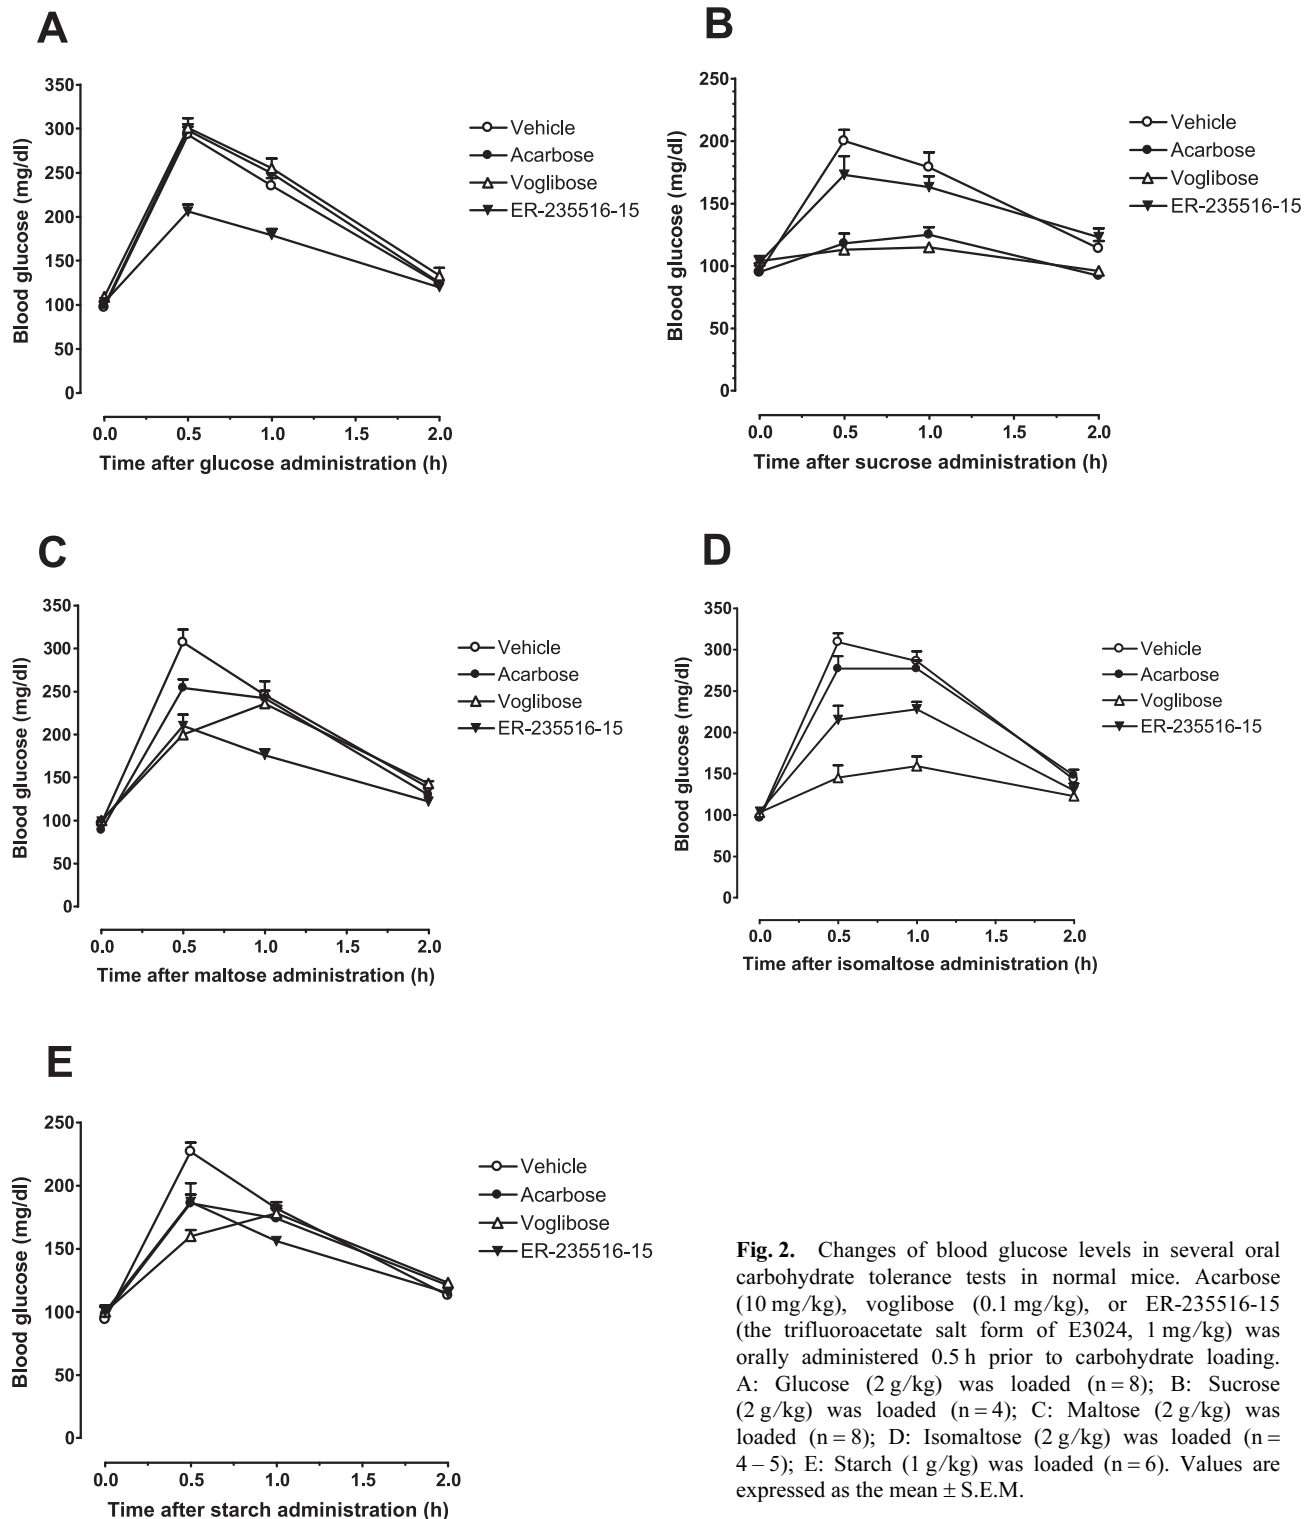 A
350
300
250
200
150
100
50
0
Blood glucose (mg/dl)
0.0 0.5 1.0 1.5 2.0
Time after glucose administration (h)
Vehicle
Acarbose
Voglibose
ER-235516-15
B
250
200
150
100
50
0
Blood glucose (mg/dl)
0.0 0.5 1.0 1.5 2.0
Time after sucrose administration (h)
Vehicle
Acarbose
Voglibose
ER-235516-15
C
350
300
250
200
150
100
50
0
Blood glucose (mg/dl)
0.0 0.5 1.0 1.5 2.0
Time after maltose administration (h)
Vehicle
Acarbose
Voglibose
ER-235516-15
D
350
300
250
200
150
100
50
0
Blood glucose (mg/dl)
0.0 0.5 1.0 1.5 2.0
Time after isomaltose administration (h)
Vehicle
Acarbose
Voglibose
ER-235516-15
E
250
200
150
100
50
0
Blood glucose (mg/dl)
0.0 0.5 1.0 1.5 2.0
Time after starch administration (h)
Vehicle
Acarbose
Voglibose
ER-235516-15
Fig. 2. Changes of blood glucose levels in several oral
carbohydrate tolerance tests in normal mice. Acarbose
(10 mg/kg), voglibose (0.1 mg/kg), or ER-235516-15
(the trifluoroacetate salt form of E3024, 1 mg/kg) was
orally administered 0.5 h prior to carbohydrate loading.
A: Glucose (2 g/kg) was loaded (n = 8); B: Sucrose
(2 g/kg) was loaded (n = 4); C: Maltose (2 g/kg) was
loaded (n = 8); D: Isomaltose (2 g/kg) was loaded (n =
4 – 5); E: Starch (1 g/kg) was loaded (n = 6). Values are
expressed as the mean ± S.E.M.